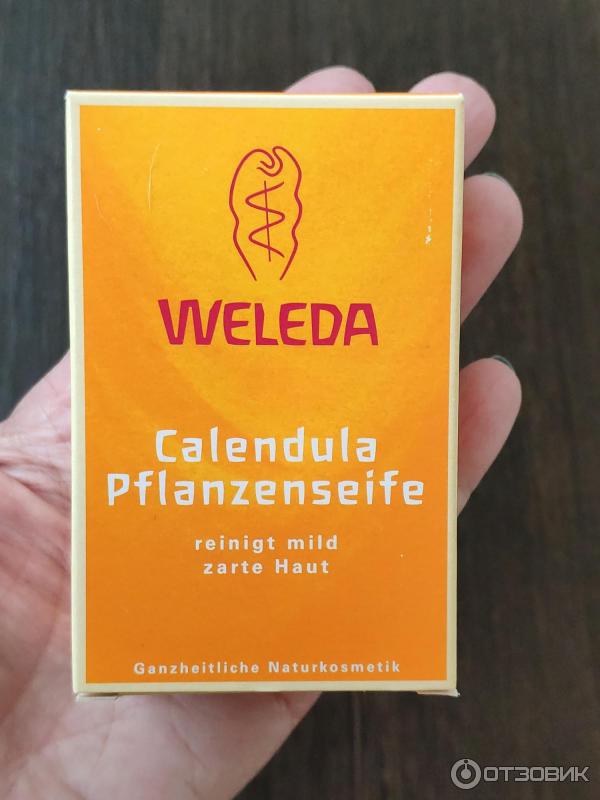 WELEDA
Calendula
Pflanzenseife
reinigt mild
zarte Haut
Ganzheitliche Naturkosmetik
ОТЗОВИК